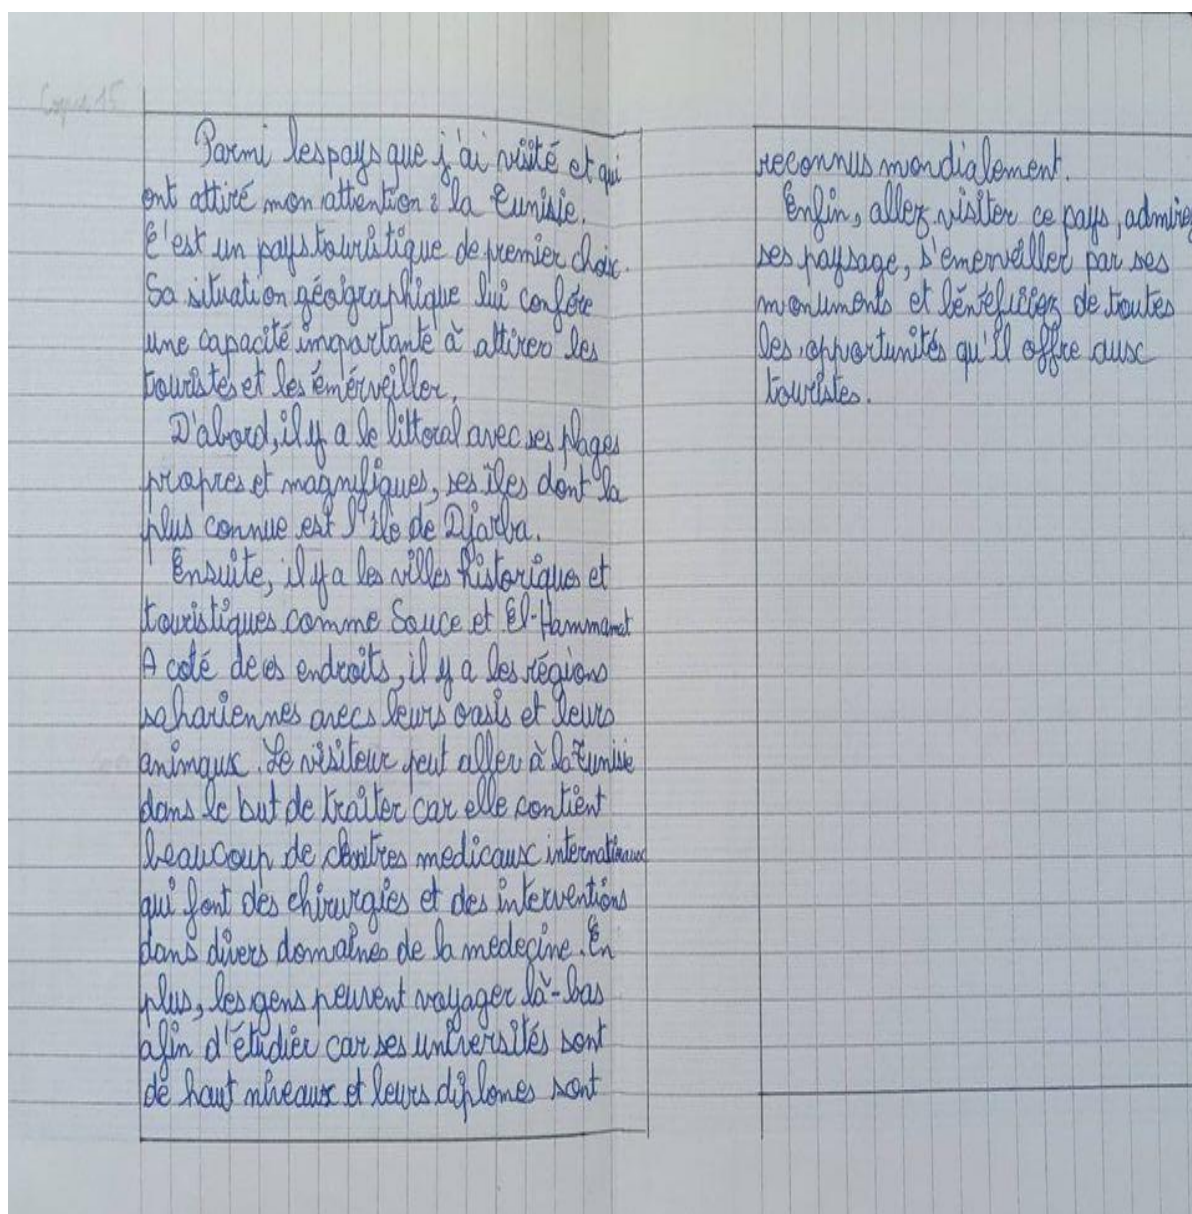 Copie 15
Parmi les pays que j'ai visité et qui
ont attiré mon attention : la Tunisie.
C'est un pays touristique de premier choix.
Sa situation géographique lui confère
une capacité importante à attirer les
touristes et les émérveiller.
D'abord, il y a le littoral avec ses plages
propres et magnifiques, ses îles dont la
plus connue est l'île de Djarba.
Ensuite, il y a les villes historiques et
touristiques comme Souce et El-Hammamet
A coté de ces endroits, il y a les régions
sahariennes avecs leurs oasis et leurs
animaux. Le visiteur peut aller à la Tunisie
dans le but de traiter car elle contient
beaucoup de centres medicaux internationaux
qui font des chirurgies et des interventions
dans divers domaines de la medecine. En
plus, les gens peuvent voyager là-bas
afin d'étudier car ses universités sont
de haut niveaux et leurs diplomes sont
reconnus mondialement.
Enfin, allez visiter ce pays, admirez
ses paysage, s'emerveiller par ses
monuments et bénéficiez de toutes
les opportunités qu'il offre aux
touristes.